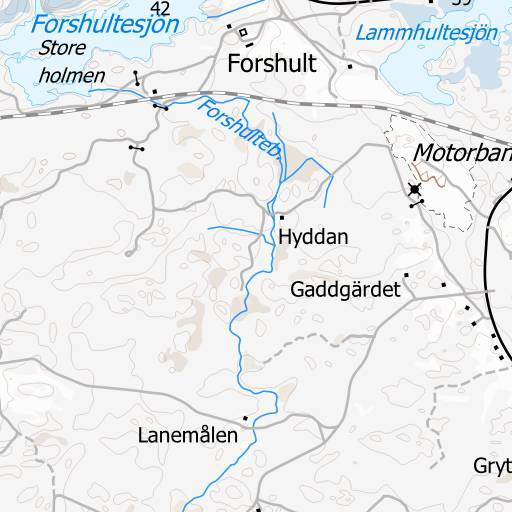 42
Forshultesjön
Store
holmen
Forshult
Lammhultesjön
Forshulteb.
Motorban
Hyddan
Gaddgärdet
Lanemålen
Gryt